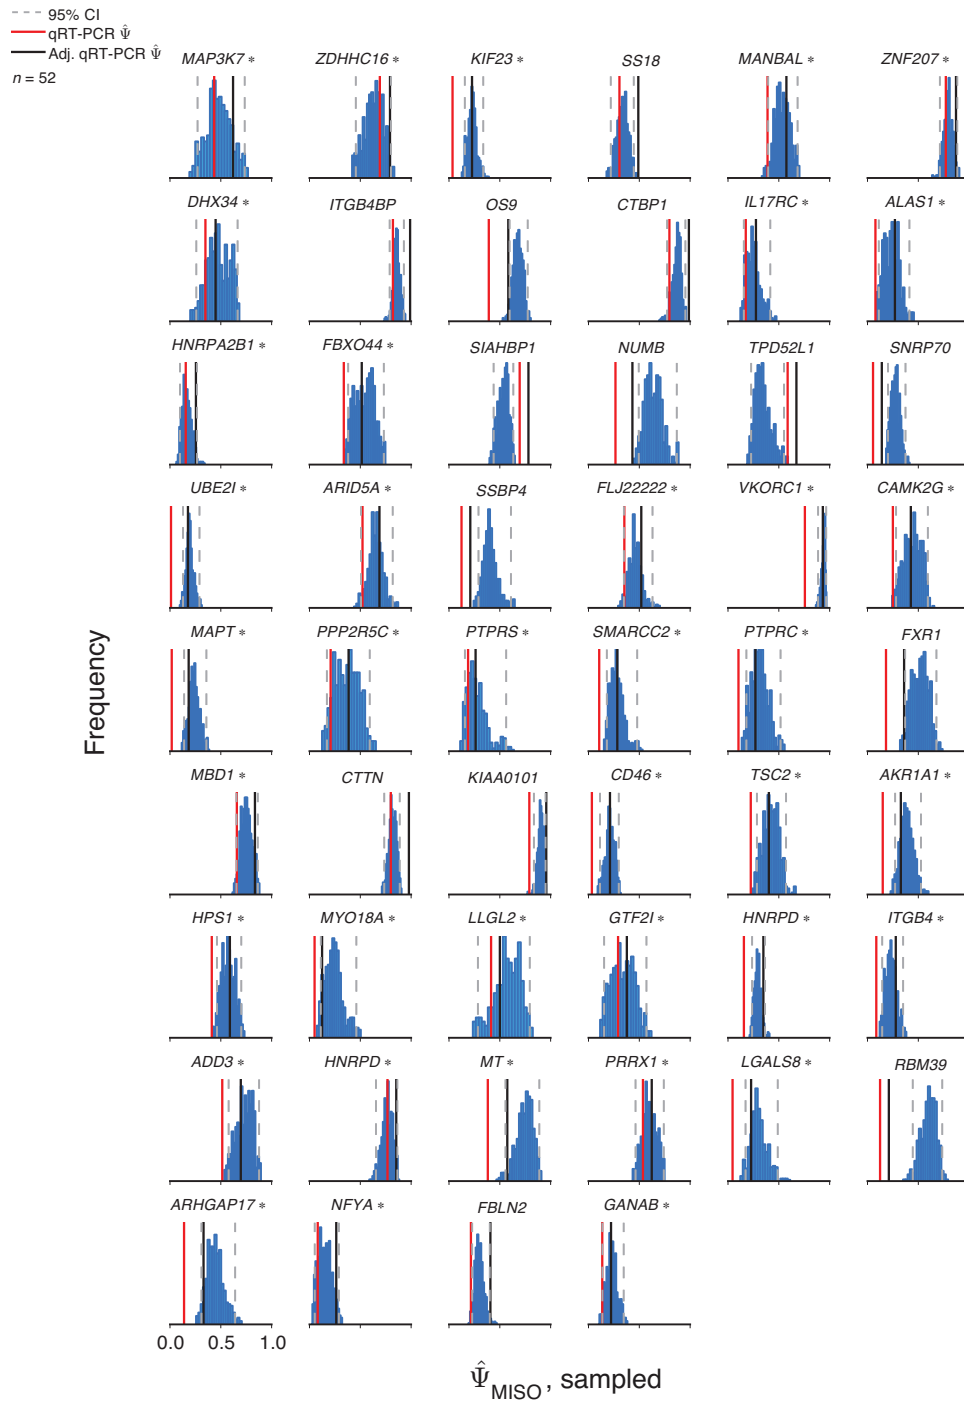 95% CI
qRT-PCR Ψ̂
Adj. qRT-PCR Ψ̂
n = 52
MAP3K7 * ZDHHC16 * KIF23 * SS18 MANBAL * ZNF207 *
DHX34 * ITGB4BP OS9 CTBP1 IL17RC * ALAS1 *
HNRPA2B1 * FBXO44 * SIAHBP1 NUMB TPD52L1 SNRP70
UBE2I * ARID5A * SSBP4 FLJ22222 * VKORC1 * CAMK2G *
MAPT * PPP2R5C * PTPRS * SMARCC2 * PTPRC * FXR1
MBD1 * CTTN KIAA0101 CD46 * TSC2 * AKR1A1 *
HPS1 * MYO18A * LLGL2 * GTF2I * HNRPD * ITGB4 *
ADD3 * HNRPD * MT * PRRX1 * LGALS8 * RBM39
ARHGAP17 * NFYA * FBLN2 GANAB *
Frequency
0.0 0.5 1.0
Ψ̂MISO, sampled